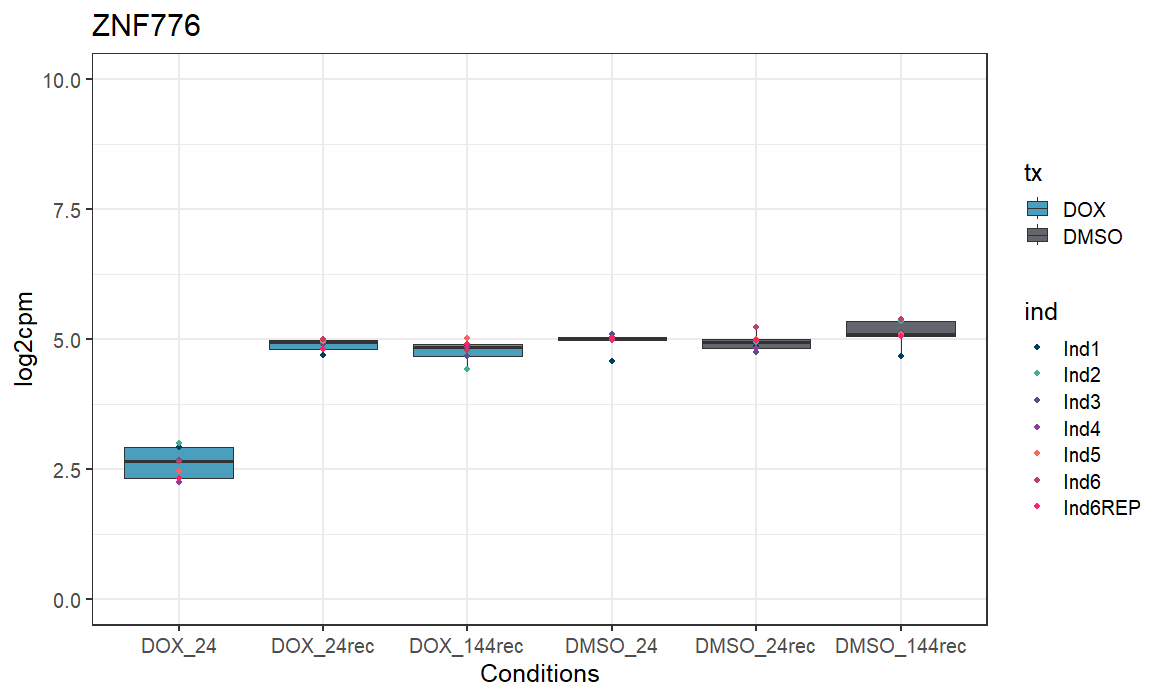 ZNF776
10.0
7.5
5.0
2.5
0.0
log2cpm
DOX_24
DOX_24rec
DOX_144rec
DMSO_24
DMSO_24rec
DMSO_144rec
Conditions
tx
DOX
DMSO
ind
Ind1
Ind2
Ind3
Ind4
Ind5
Ind6
Ind6REP